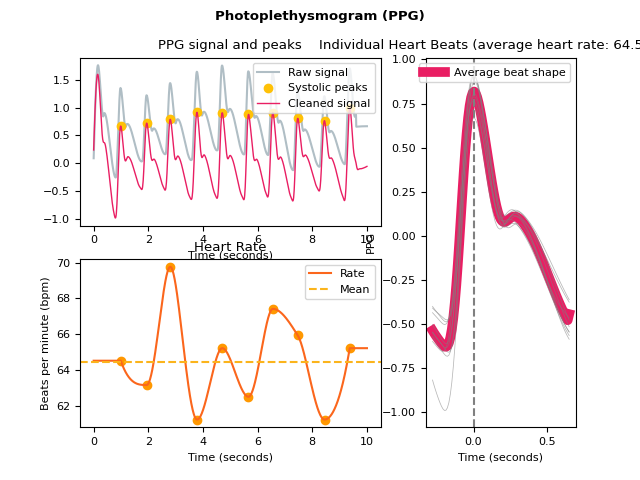 Photoplethysmogram (PPG)
PPG signal and peaks
Individual Heart Beats (average heart rate: 64.5
Raw signal
Systolic peaks
Cleaned signal
1.5
1.0
0.5
0.0
−0.5
−1.0
0
2
4
6
8
10
Time (seconds)
Average beat shape
PPG
1.00
0.75
0.50
0.25
0.00
−0.25
−0.50
−0.75
−1.00
0.0
0.5
Time (seconds)
Heart Rate
Rate
Mean
Beats per minute (bpm)
70
68
66
64
62
0
2
4
6
8
10
Time (seconds)